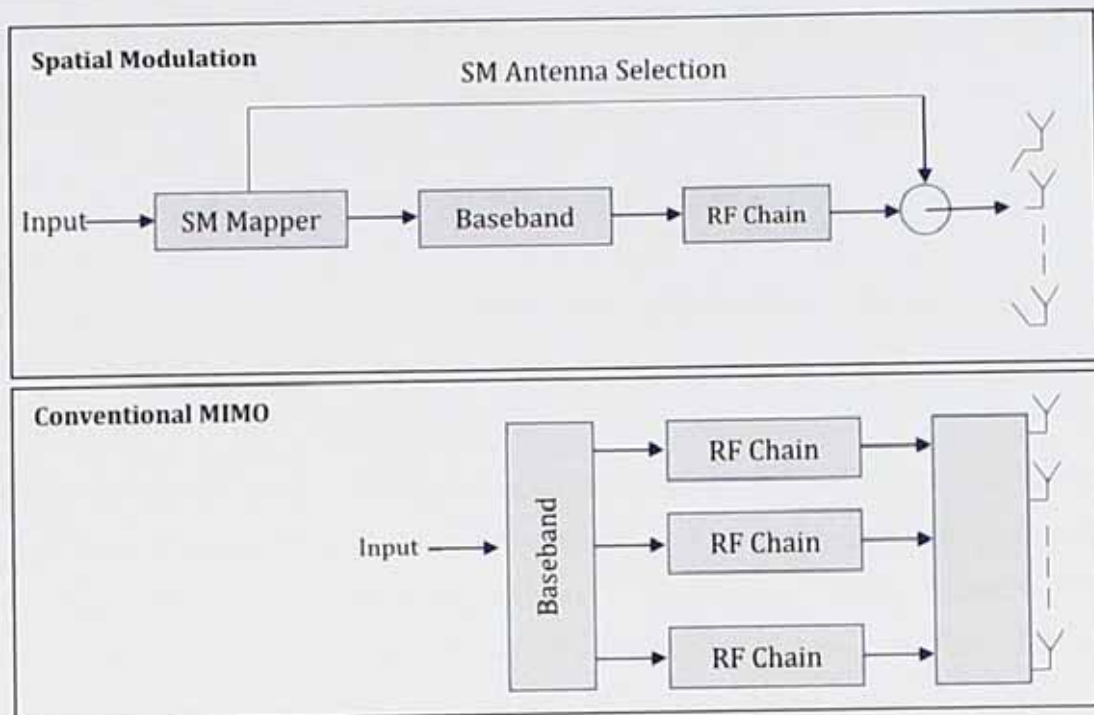 Spatial Modulation
SM Antenna Selection
Input
SM Mapper
Baseband
RF Chain
Conventional MIMO
Input
Baseband
RF Chain
RF Chain
RF Chain